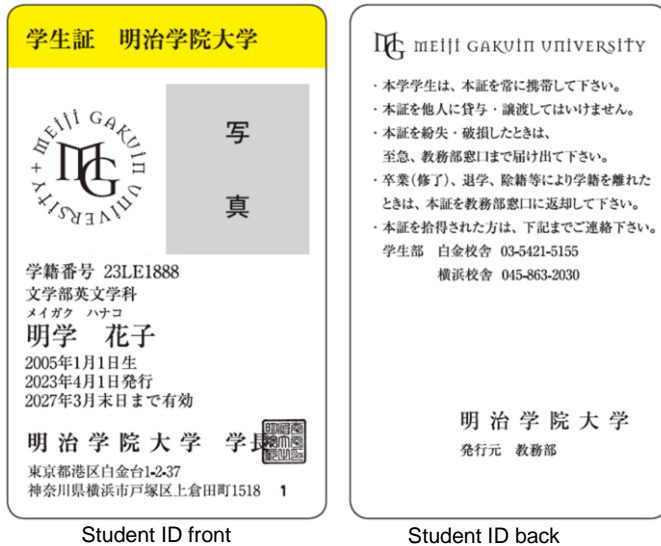 学生証 明治学院大学
MEIJI GAKUIN UNIVERSITY +
MG
写
真
学籍番号 23LE1888
文学部英文学科
メイガク ハナコ
明学 花子
2005年1月1日生
2023年4月1日発行
2027年3月末日まで有効
明治学院大学 学長
東京都港区白金台1-2-37
神奈川県横浜市戸塚区上倉田町1518 1
Student ID front
MG MEIJI GAKUIN UNIVERSITY
・本学学生は、本証を常に携帯して下さい。
・本証を他人に貸与・譲渡してはいけません。
・本証を紛失・破損したときは、
至急、教務部窓口まで届け出て下さい。
・卒業(修了)、退学、除籍等により学籍を離れた
ときは、本証を教務部窓口に返却して下さい。
・本証を拾得された方は、下記までご連絡下さい。
学生部 白金校舎 03-5421-5155
横浜校舎 045-863-2030
明治学院大学
発行元 教務部
Student ID back